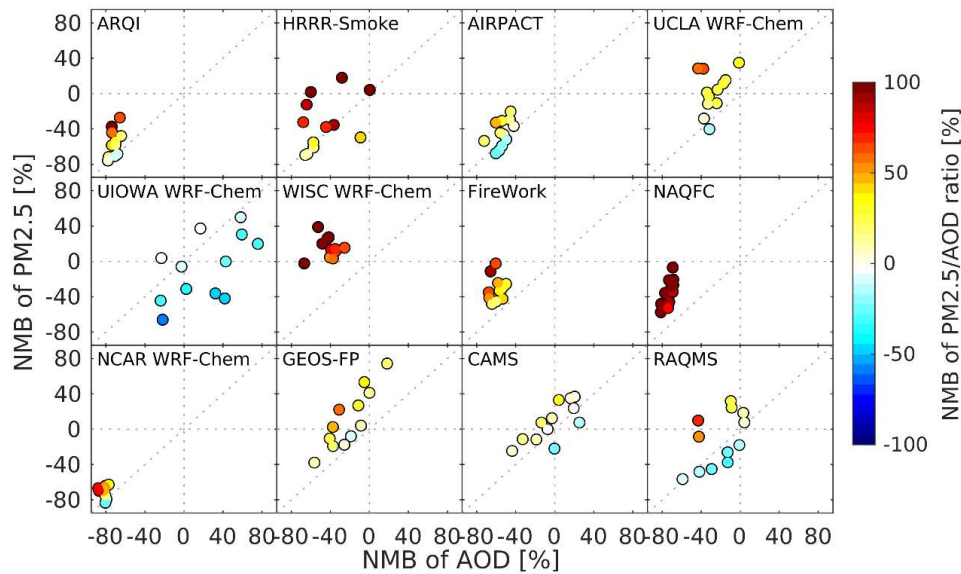 ARQI HRRR-Smoke AIRPACT UCLA WRF-Chem
80
40
0
-40
-80
UIOWA WRF-Chem WISC WRF-Chem FireWork NAQFC
80
40
0
-40
-80
NCAR WRF-Chem GEOS-FP CAMS RAQMS
80
40
0
-40
-80
-80 -40 0 40 80 -80 -40 0 40 80 -80 -40 0 40 80 -80 -40 0 40 80
NMB of AOD [%]
NMB of PM2.5 [%]
100
50
0
-50
-100
NMB of PM2.5/AOD ratio [%]